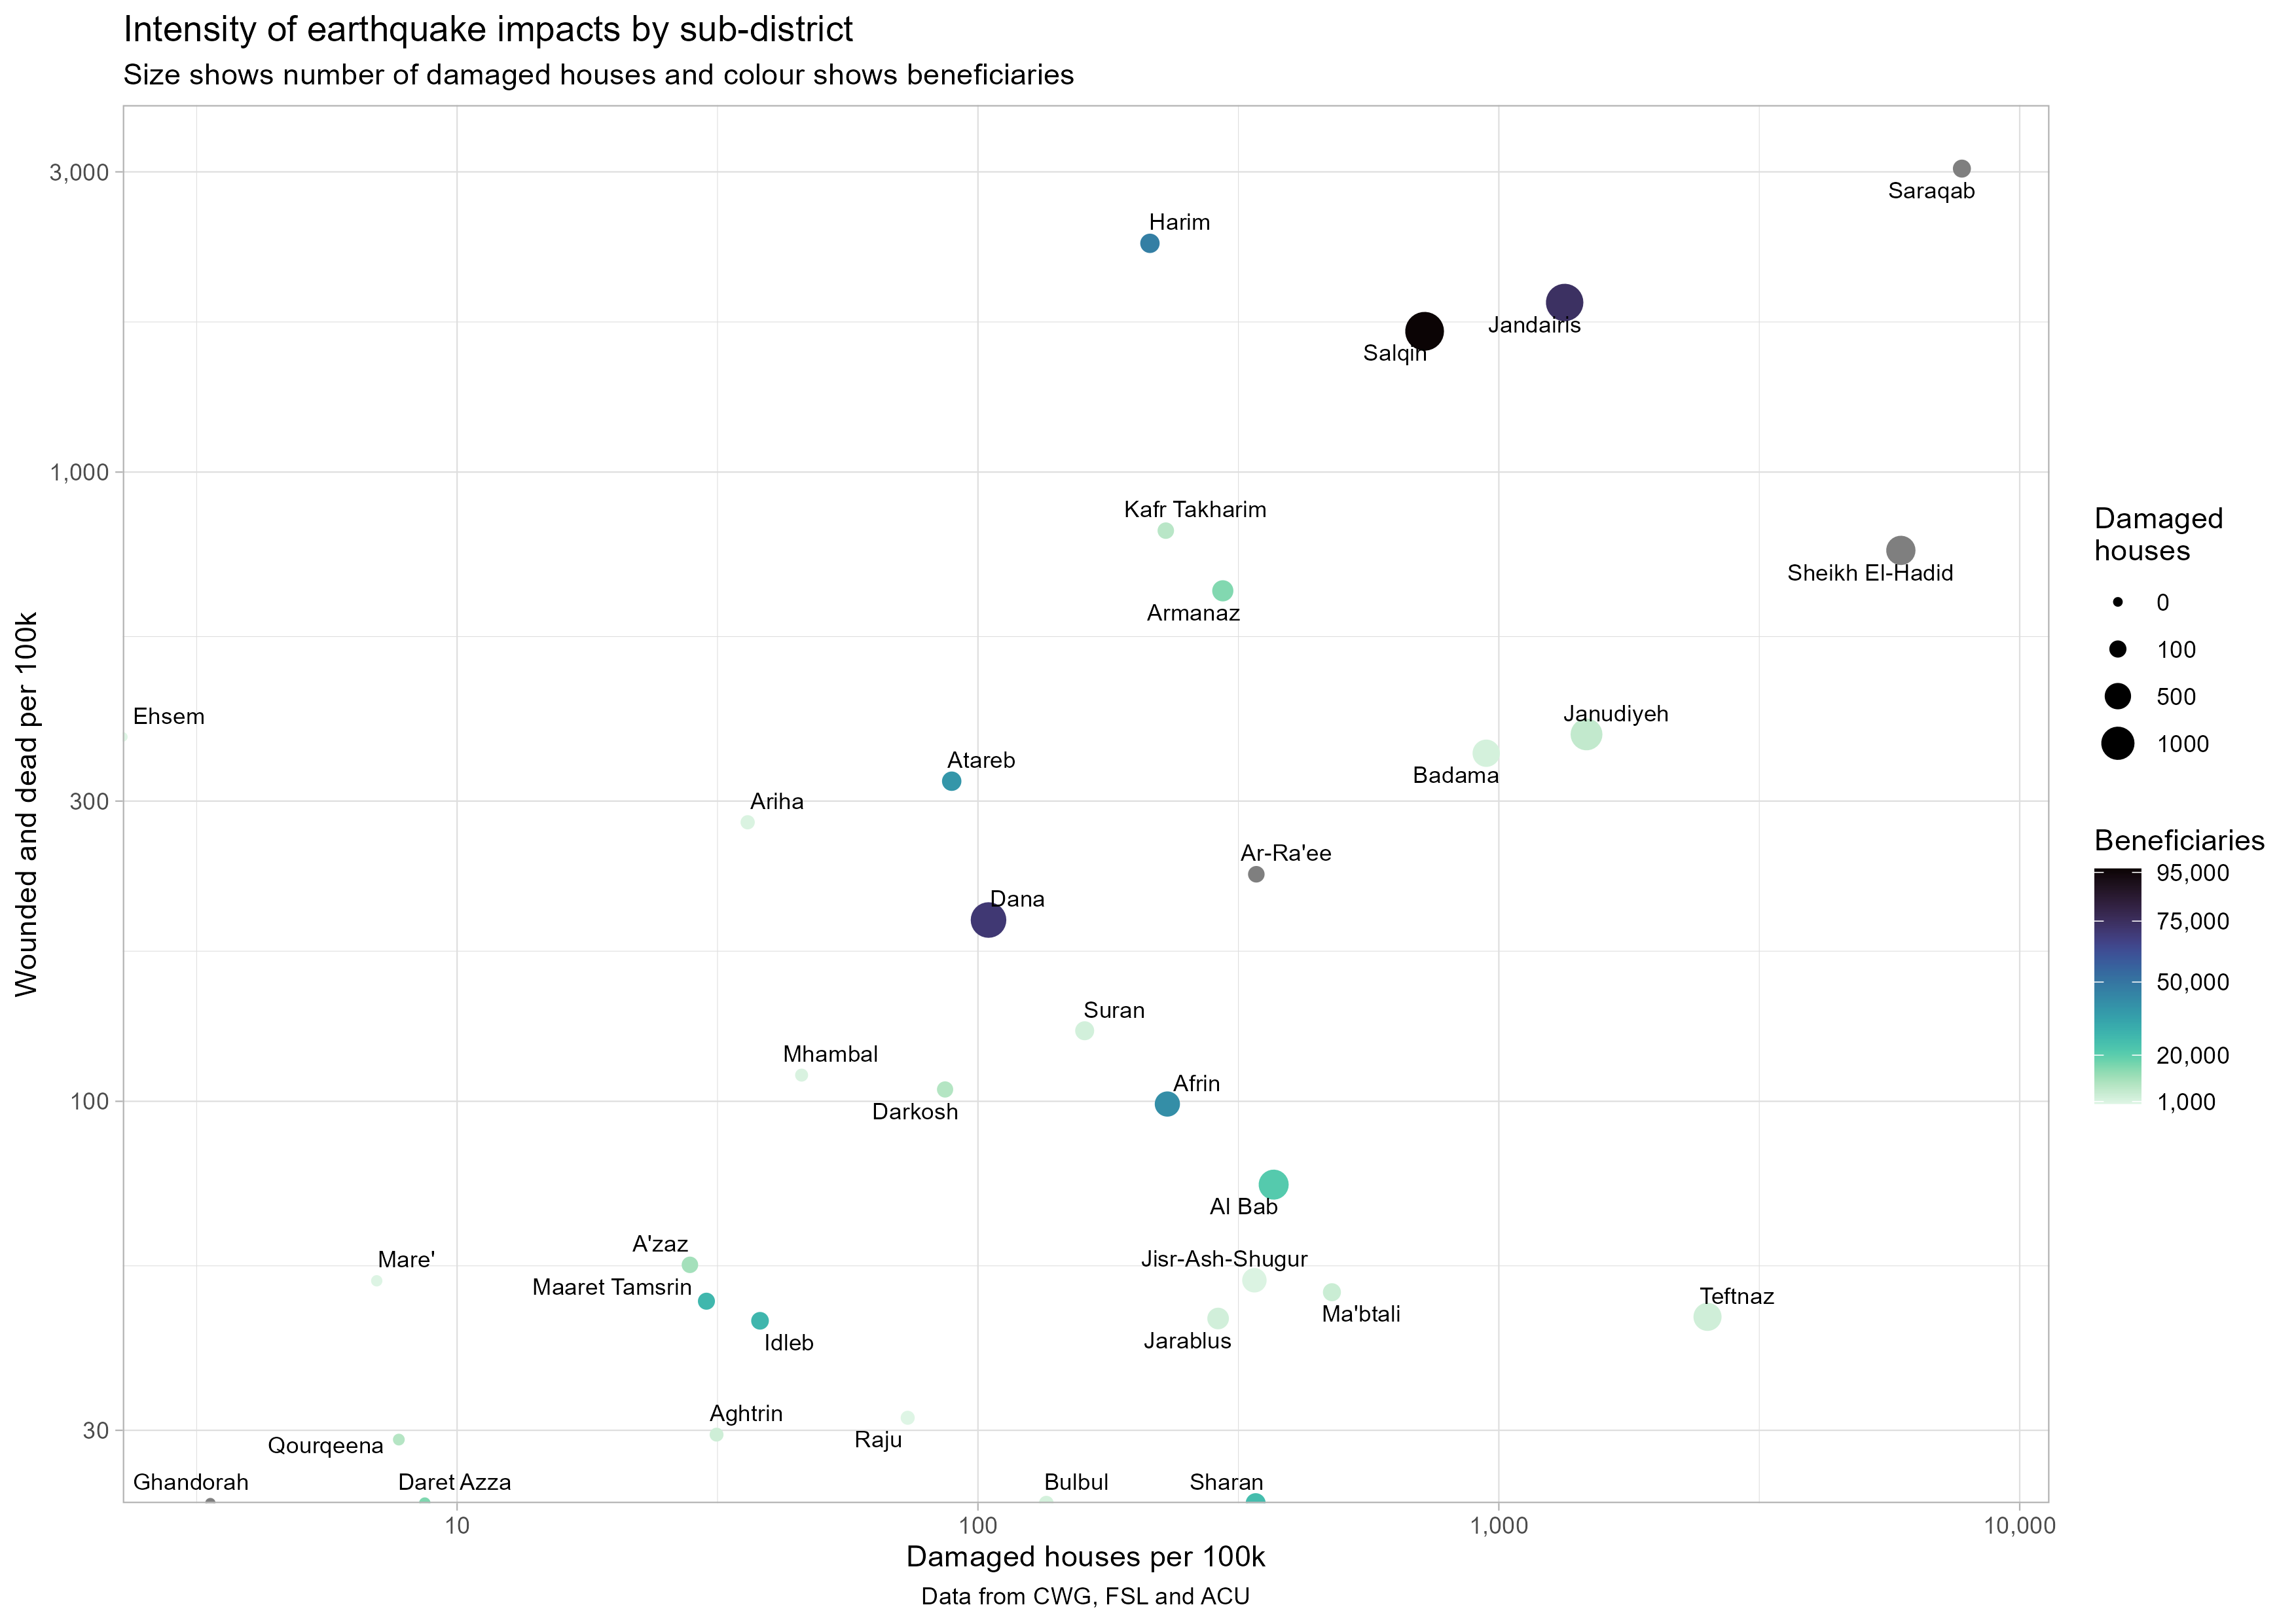 Intensity of earthquake impacts by sub-district
Size shows number of damaged houses and colour shows beneficiaries
Wounded and dead per 100k
3,000
1,000
300
100
30
Saraqab
Harim
Jandairis
Salqin
Kafr Takharim
Sheikh El-Hadid
Armanaz
Ehsem
Janudiyeh
Atareb
Badama
Ariha
Ar-Ra'ee
Dana
Suran
Mhambal
Afrin
Darkosh
Al Bab
A'zaz
Mare'
Jisr-Ash-Shugur
Maaret Tamsrin
Teftnaz
Ma'btali
Jarablus
Idleb
Aghtrin
Raju
Qourqeena
Ghandorah
Daret Azza
Bulbul
Sharan
10
100
1,000
10,000
Damaged houses per 100k
Data from CWG, FSL and ACU
Damaged
houses
0
100
500
1000
Beneficiaries
95,000
75,000
50,000
20,000
1,000